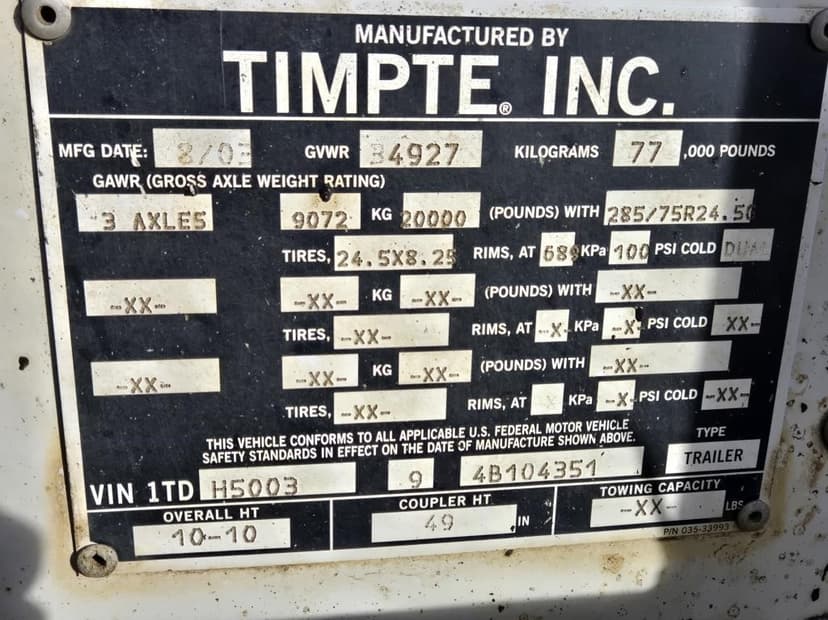 MANUFACTURED BY
TIMPTE® INC.
MFG DATE: 8/03 GVWR 34927 KILOGRAMS 77 ,000 POUNDS
GAWR (GROSS AXLE WEIGHT RATING)
3 AXLES 9072 KG 20000 (POUNDS) WITH 285/75R24.50
TIRES, 24.5X8.25 RIMS, AT 689 KPa 100 PSI COLD DUAL
--XX-- --XX-- KG --XX-- (POUNDS) WITH --XX--
TIRES, --XX-- RIMS, AT --X- KPa --X- PSI COLD XX--
--XX-- --XX-- KG --XX-- (POUNDS) WITH --XX--
TIRES, --XX-- RIMS, AT KPa --X- PSI COLD --XX--
THIS VEHICLE CONFORMS TO ALL APPLICABLE U.S. FEDERAL MOTOR VEHICLE
SAFETY STANDARDS IN EFFECT ON THE DATE OF MANUFACTURE SHOWN ABOVE.
TYPE
TRAILER
VIN 1TD H5003 9 4B104351
OVERALL HT COUPLER HT TOWING CAPACITY
10--10 49 IN --XX-- LBS
P/N 035-33993